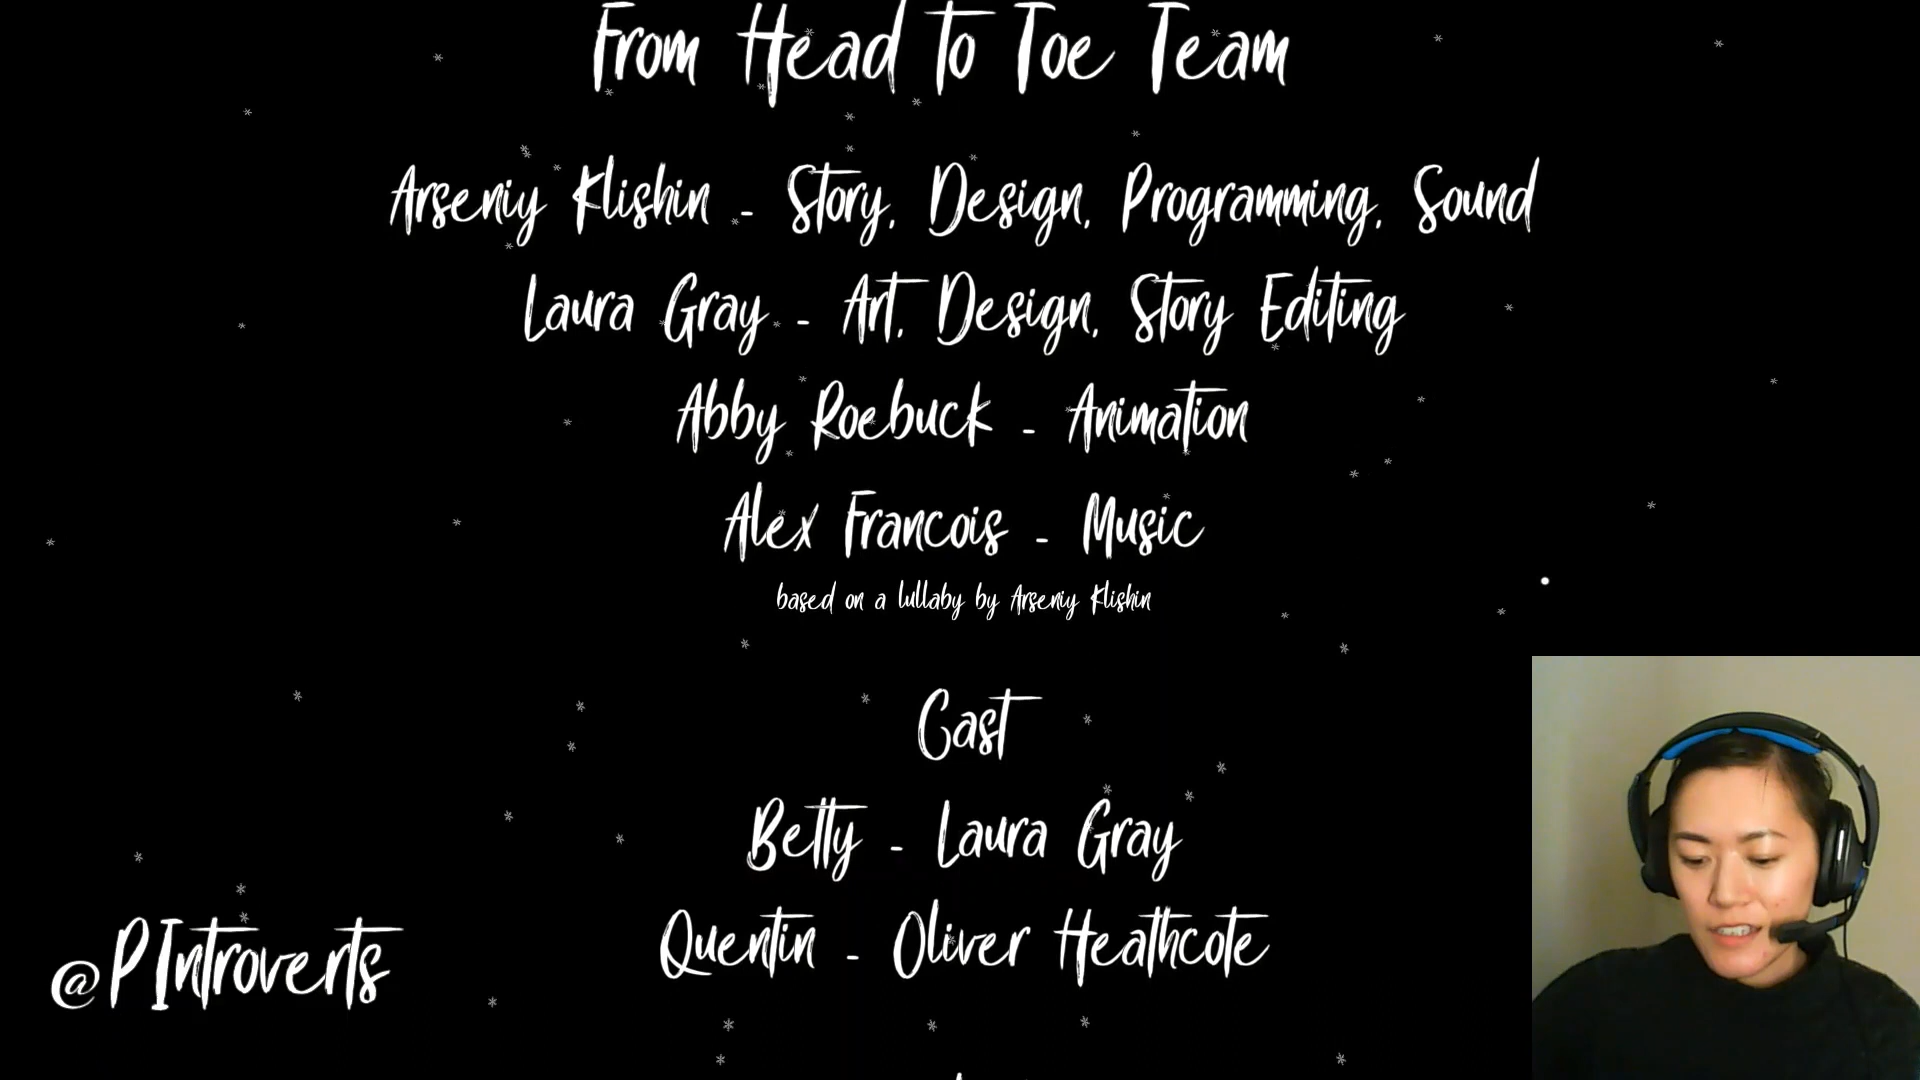 From Head to Toe Team
Arseniy Klishin - Story, Design, Programming, Sound
Laura Gray - Art, Design, Story Editing
Abby Roebuck - Animation
Alex Francois - Music
based on a lullaby by Arseniy Klishin
Cast
Betty - Laura Gray
Quentin - Oliver Heathcote
@PIntroverts